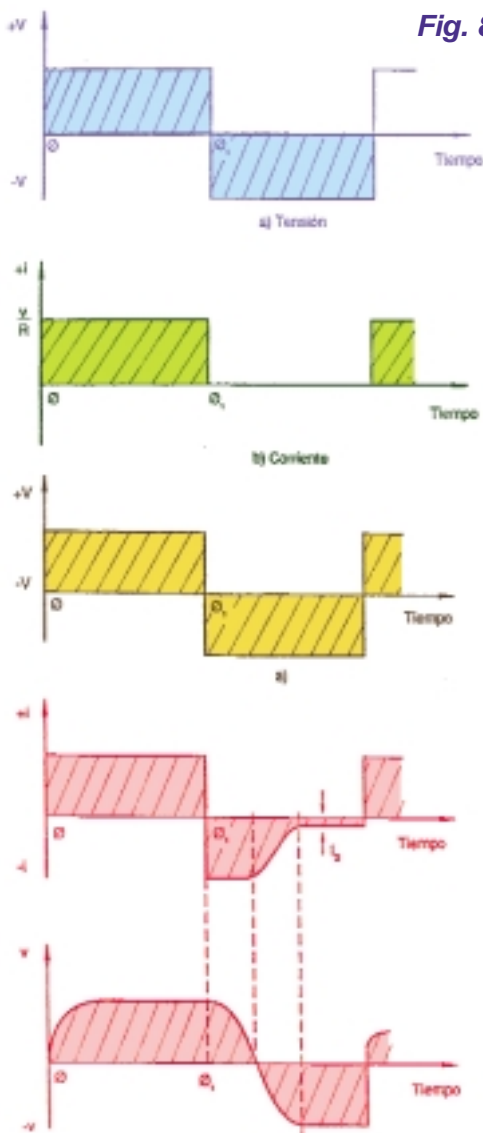 Fig. 8
+V
Ø
Ø₁
Tiempo
-V
a) Tensión
+i
V
R
Ø
Ø₁
Tiempo
b) Corriente
+V
-V
Ø
Ø₁
Tiempo
a)
+i
Ø
Ø₁
Tiempo
-i
V
Ø
Ø₁
Tiempo
-V